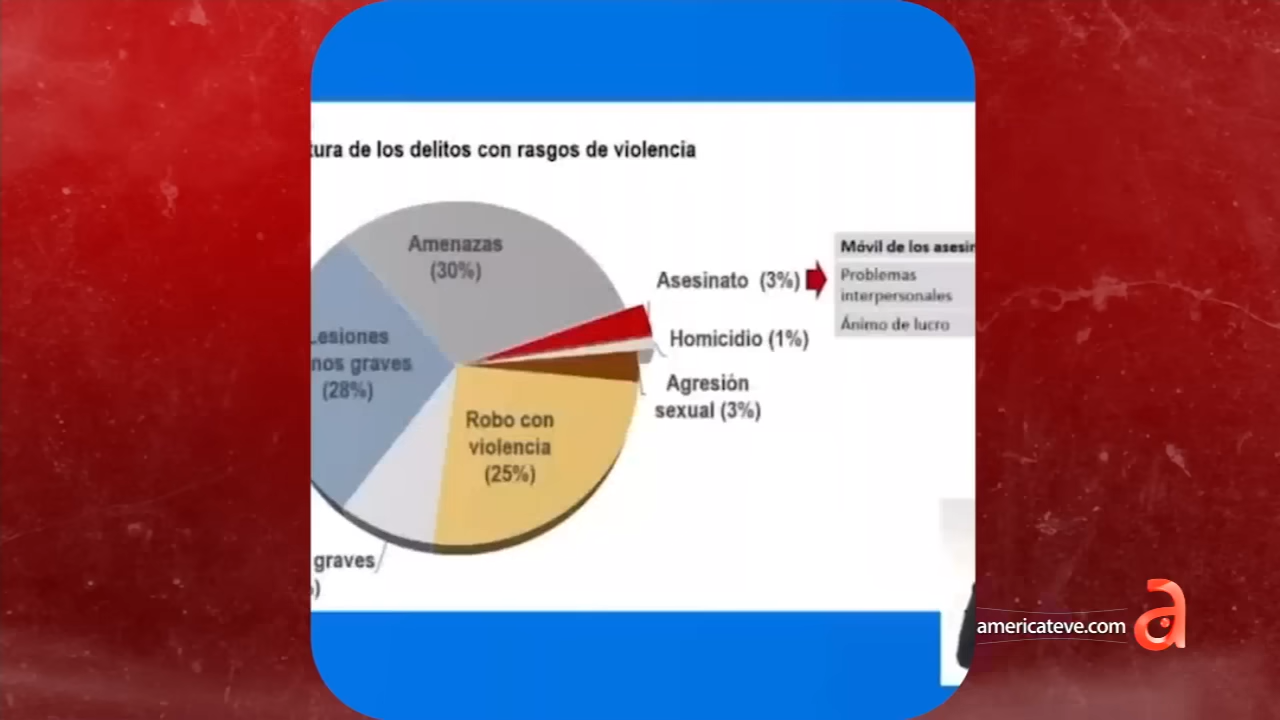 tura de los delitos con rasgos de violencia
Amenazas
(30%)
Asesinato (3%)
Homicidio (1%)
Agresión
sexual (3%)
Lesiones
nos graves
(28%)
Robo con
violencia
(25%)
graves
)
Móvil de los asesin
Problemas
interpersonales
Ánimo de lucro
americateve.com
a